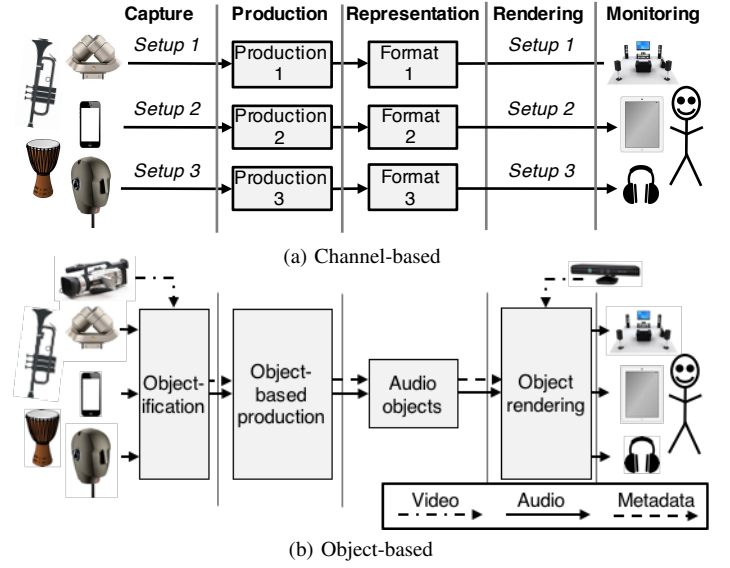 Capture Production Representation Rendering Monitoring
Setup 1 Production 1 Format 1 Setup 1
Setup 2 Production 2 Format 2 Setup 2
Setup 3 Production 3 Format 3 Setup 3
(a) Channel-based
Object-
ification
Object-
based
production
Audio
objects
Object
rendering
Video Audio Metadata
(b) Object-based